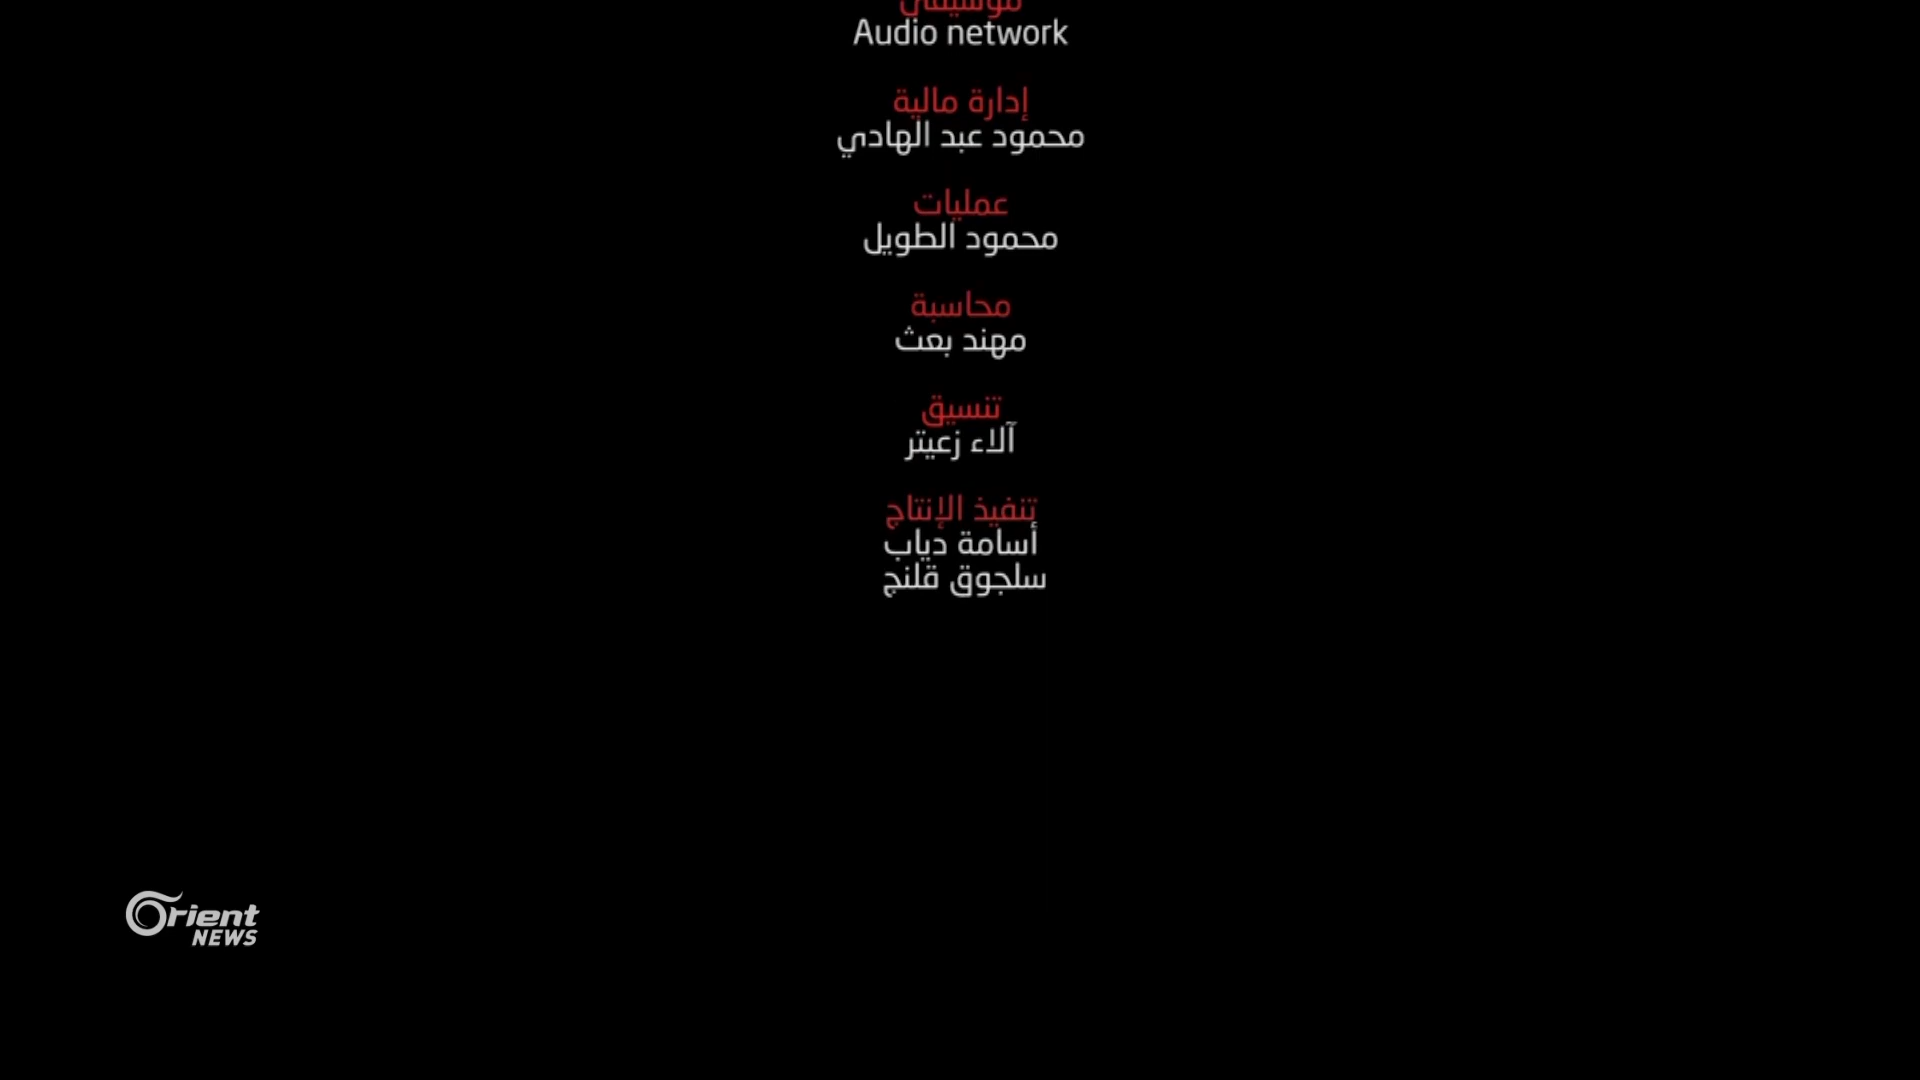 موسيقى
Audio network
إدارة مالية
محمود عبد الهادي
عمليات
محمود الطويل
محاسبة
مهند بعث
تنسيق
آلاء زعيتر
تنفيذ الإنتاج
أسامة دياب
سلجوق قلنج
Orient
NEWS